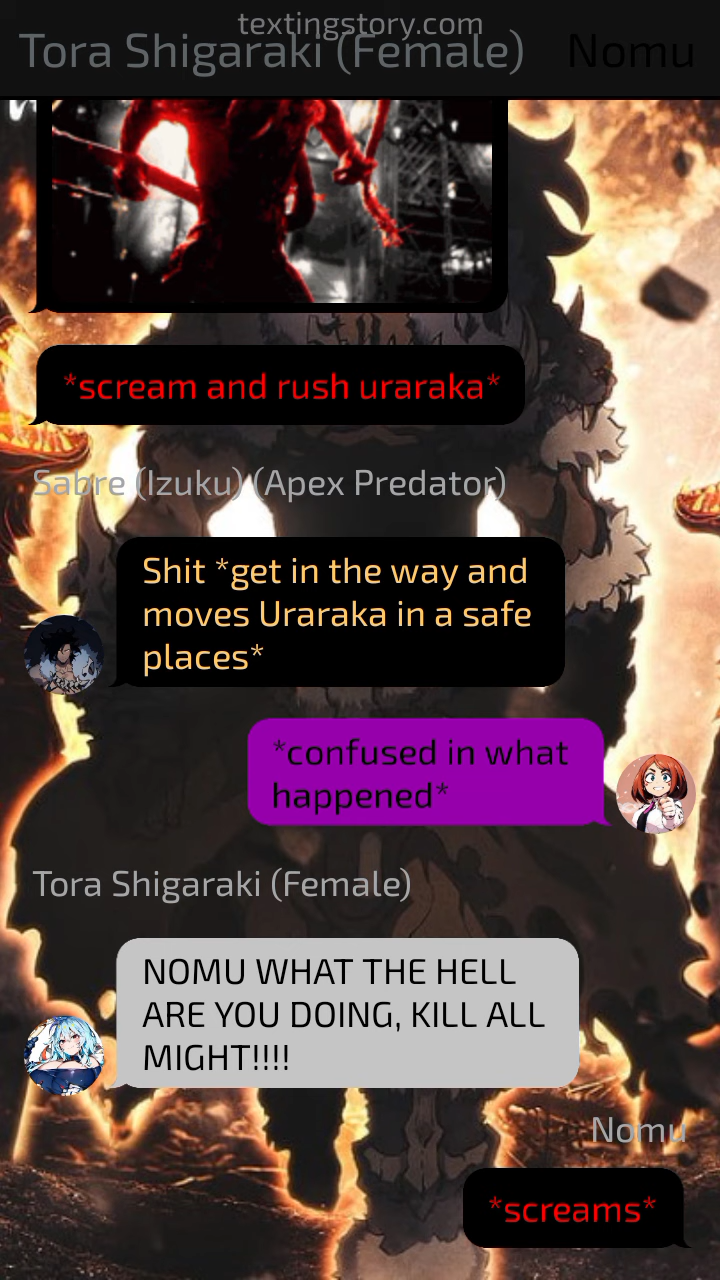 textingstory.com
Tora Shigaraki (Female) Nomu
*scream and rush uraraka*
Sabre (Izuku) (Apex Predator)
Shit *get in the way and
moves Uraraka in a safe
places*
*confused in what
happened*
Tora Shigaraki (Female)
NOMU WHAT THE HELL
ARE YOU DOING, KILL ALL
MIGHT!!!!
Nomu
*screams*